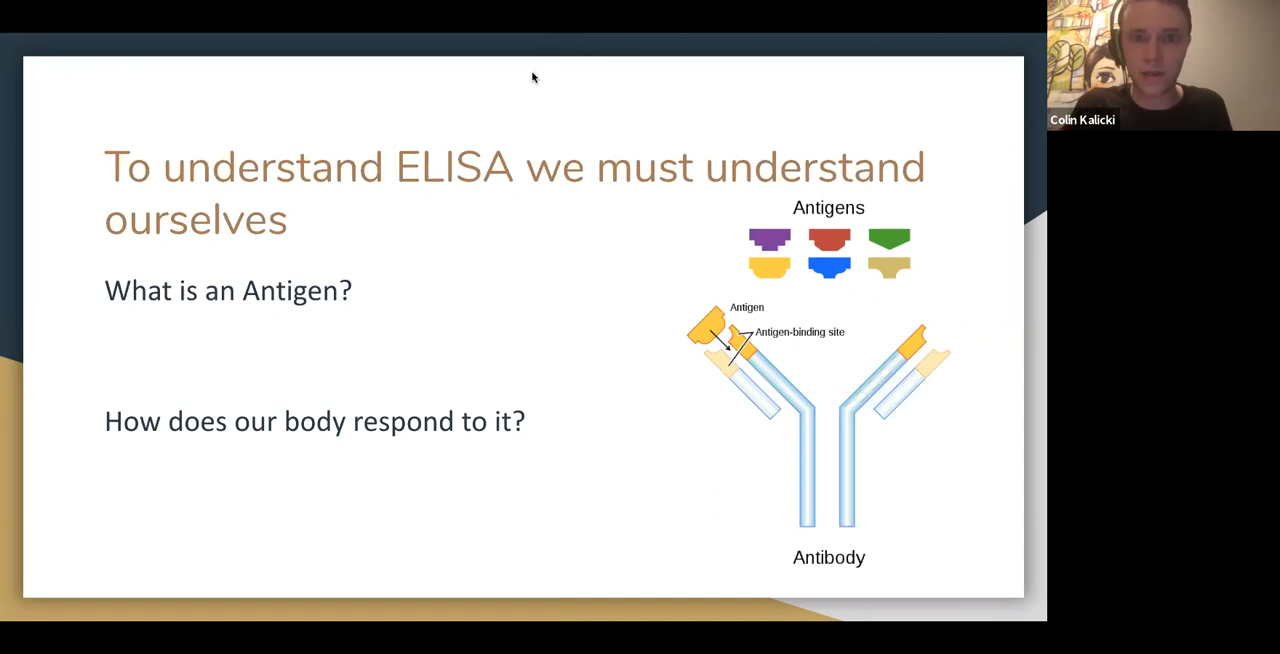 To understand ELISA we must understand
ourselves
What is an Antigen?
How does our body respond to it?
Antigens
Antigen
Antigen-binding site
Antibody
Colin Kalicki